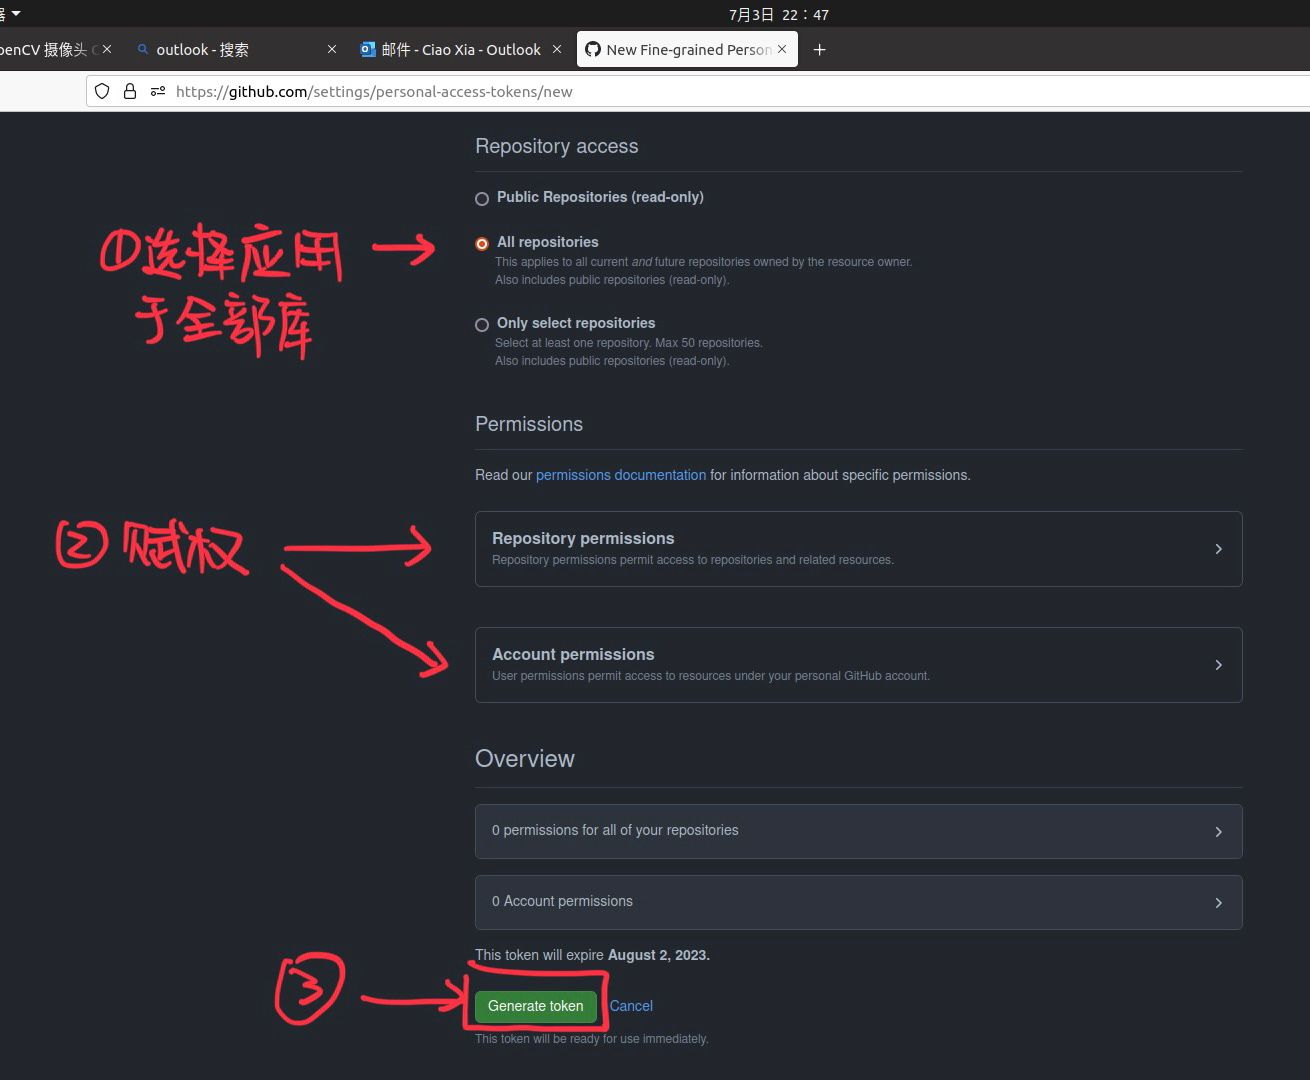 器
7月3日 22：47
penCV 摄像头 C
outlook - 搜索
邮件 - Ciao Xia - Outlook
New Fine-grained Person
https://github.com/settings/personal-access-tokens/new
Repository access
Public Repositories (read-only)
All repositories
This applies to all current and future repositories owned by the resource owner.
Also includes public repositories (read-only).
①选择应用
于全部库
Only select repositories
Select at least one repository. Max 50 repositories.
Also includes public repositories (read-only).
Permissions
Read our permissions documentation for information about specific permissions.
②赋权
Repository permissions
Repository permissions permit access to repositories and related resources.
Account permissions
User permissions permit access to resources under your personal GitHub account.
Overview
0 permissions for all of your repositories
0 Account permissions
This token will expire August 2, 2023.
③
Generate token
Cancel
This token will be ready for use immediately.